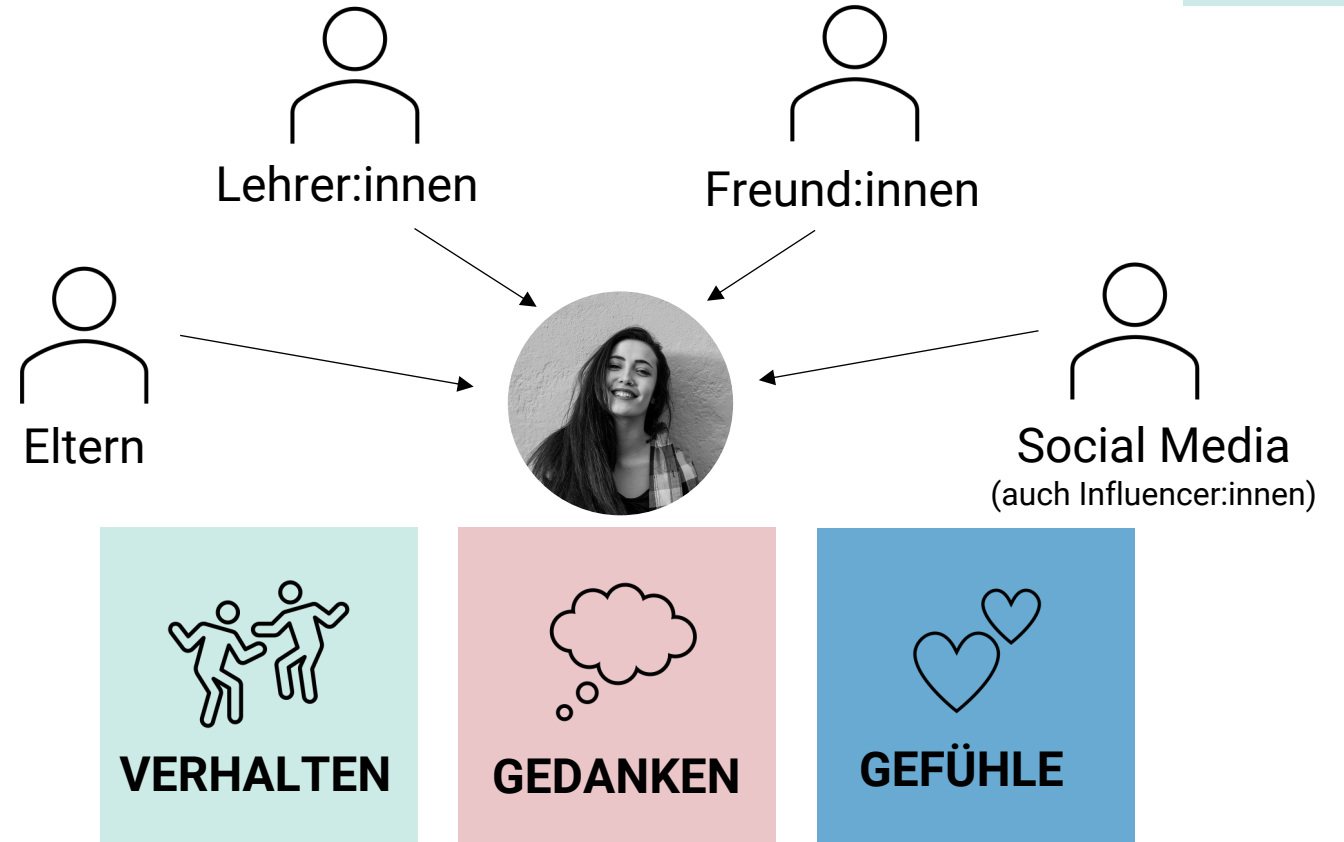 Lehrer:innen
Freund:innen
Eltern
Social Media
(auch Influencer:innen)
VERHALTEN
GEDANKEN
GEFÜHLE